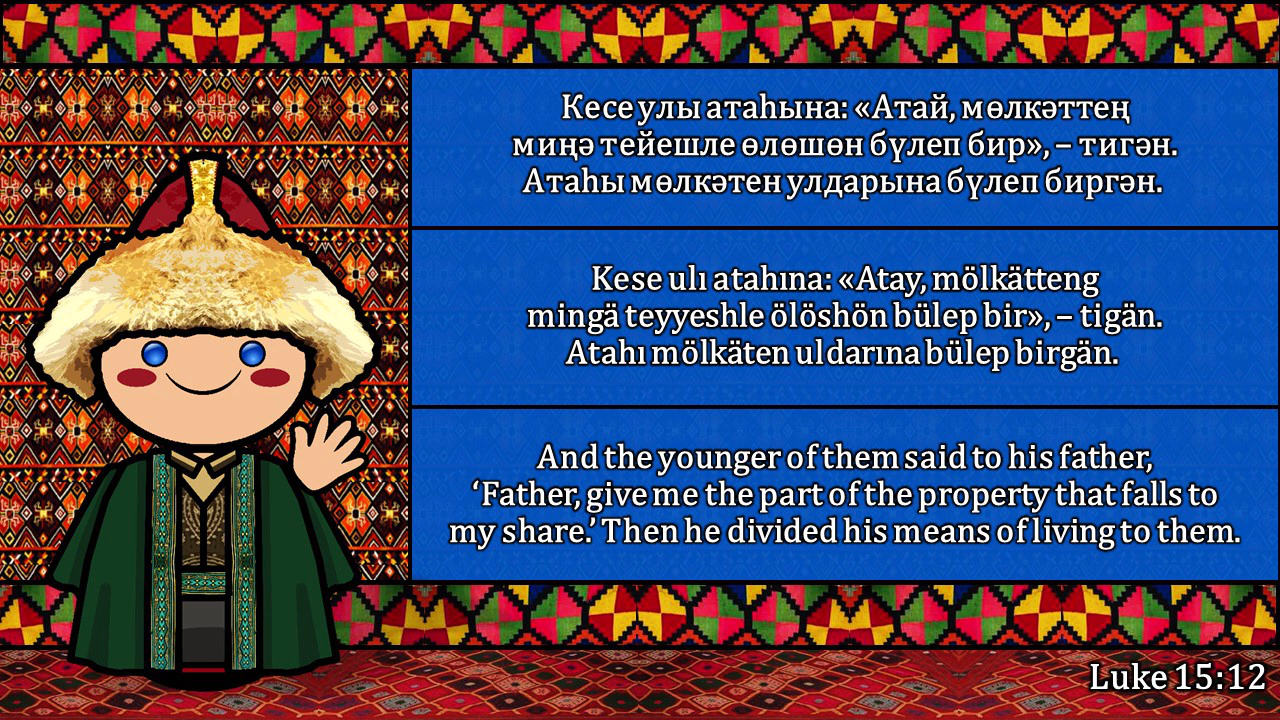 Кесе улы атаһына: «Атай, мөлкәттең
миңә тейешле өлөшөн бүлеп бир», – тигән.
Атаһы мөлкәтен улдарына бүлеп биргән.
Kese ulı atahına: «Atay, mölkätteng
mingä teyyeshle ölöshön bülep bir», – tigän.
Atahı mölkäten uldarına bülep birgän.
And the younger of them said to his father,
‘Father, give me the part of the property that falls to
my share.’ Then he divided his means of living to them.
Luke 15:12